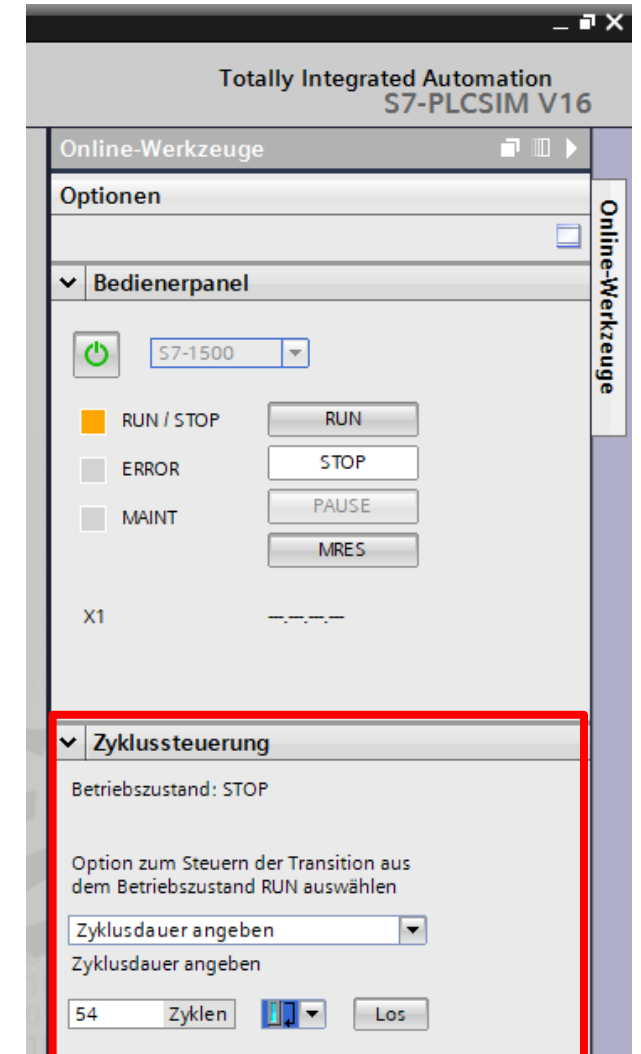 Totally Integrated Automation
S7-PLCSIM V16
Online-Werkzeuge
Optionen
Online-Werkzeuge
Bedienerpanel
S7-1500
RUN / STOP RUN
ERROR STOP
MAINT PAUSE
MRES
X1 ---.---.---.---
Zyklussteuerung
Betriebszustand: STOP
Option zum Steuern der Transition aus
dem Betriebszustand RUN auswählen
Zyklusdauer angeben
Zyklusdauer angeben
54 Zyklen Los